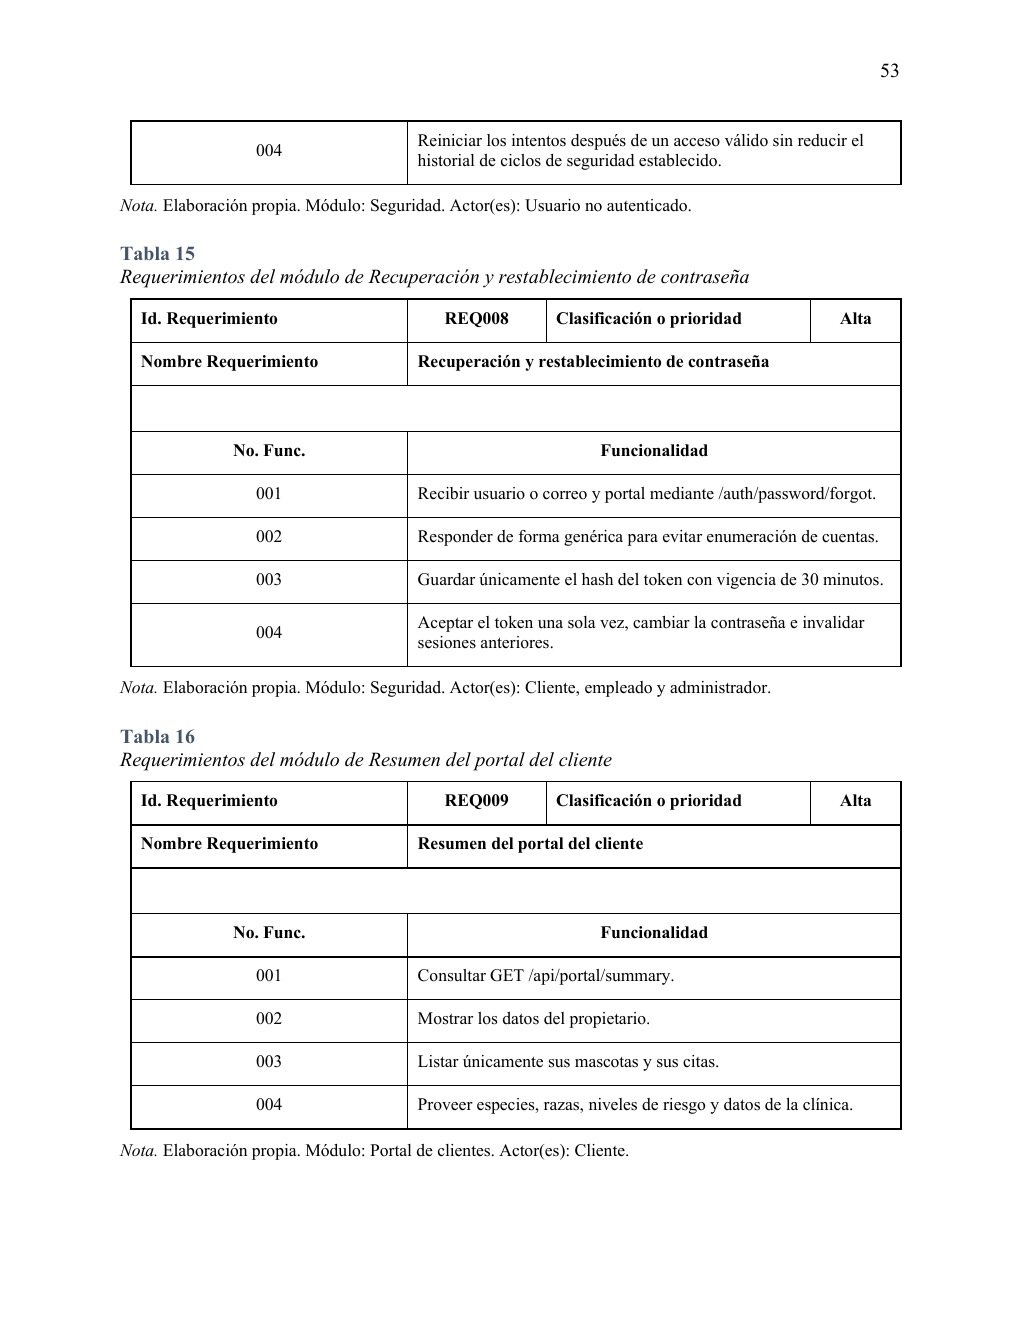 53
004
Reiniciar los intentos después de un acceso válido sin reducir el
historial de ciclos de seguridad establecido.
Nota. Elaboración propia. Módulo: Seguridad. Actor(es): Usuario no autenticado.
Tabla 15
Requerimientos del módulo de Recuperación y restablecimiento de contraseña
Id. Requerimiento REQ008 Clasificación o prioridad Alta
Nombre Requerimiento Recuperación y restablecimiento de contraseña
No. Func. Funcionalidad
001 Recibir usuario o correo y portal mediante /auth/password/forgot.
002 Responder de forma genérica para evitar enumeración de cuentas.
003 Guardar únicamente el hash del token con vigencia de 30 minutos.
004
Aceptar el token una sola vez, cambiar la contraseña e invalidar
sesiones anteriores.
Nota. Elaboración propia. Módulo: Seguridad. Actor(es): Cliente, empleado y administrador.
Tabla 16
Requerimientos del módulo de Resumen del portal del cliente
Id. Requerimiento REQ009 Clasificación o prioridad Alta
Nombre Requerimiento Resumen del portal del cliente
No. Func. Funcionalidad
001 Consultar GET /api/portal/summary.
002 Mostrar los datos del propietario.
003 Listar únicamente sus mascotas y sus citas.
004 Proveer especies, razas, niveles de riesgo y datos de la clínica.
Nota. Elaboración propia. Módulo: Portal de clientes. Actor(es): Cliente.